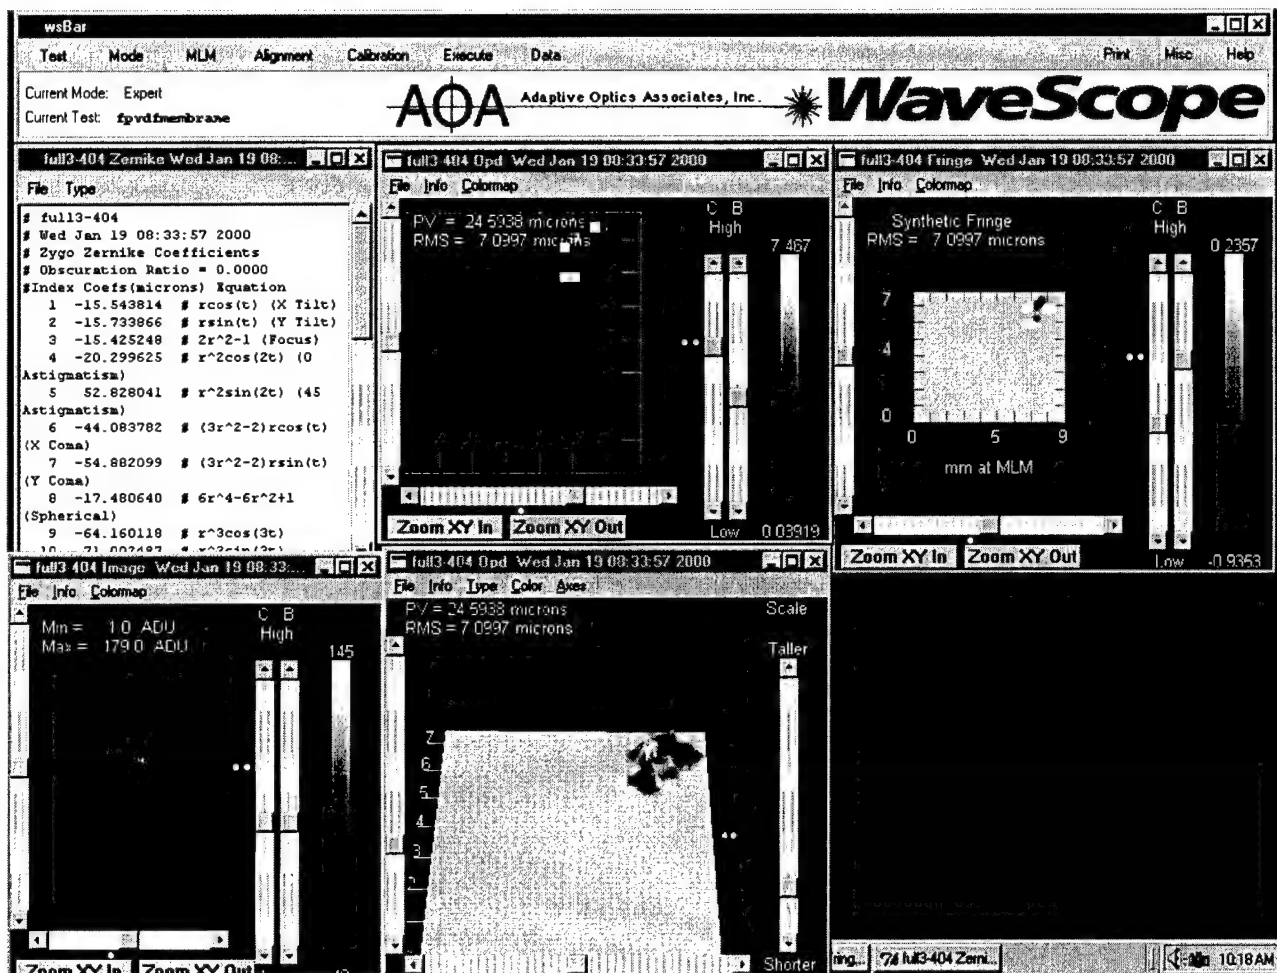 wsBar
Test Mode MLM Alignment Calibration Execute Data Print Misc Help
Current Mode: Expert
Current Test: fpvdfmembrane
AOA Adaptive Optics Associates, Inc. WaveScope
full3-404 Zernike Wed Jan 19 08:...
File Type
# full3-404
# Wed Jan 19 08:33:57 2000
# Zygo Zernike Coefficients
# Obscuration Ratio = 0.0000
#Index Coefs(microns) Equation
1 -15.543814 # rcos(t) (X Tilt)
2 -15.733866 # rsin(t) (Y Tilt)
3 -15.425248 # 2r^2-1 (Focus)
4 -20.299625 # r^2cos(2t) (0
Astigmatism)
5 52.828041 # r^2sin(2t) (45
Astigmatism)
6 -44.083782 # (3r^2-2)rcos(t)
(X Coma)
7 -54.882099 # (3r^2-2)rsin(t)
(Y Coma)
8 -17.480640 # 6r^4-6r^2+1
(Spherical)
9 -64.160118 # r^3cos(3t)
full3-404 Opd Wed Jan 19 08:33:57 2000
File Info Colormap
PV = 24.5938 microns
RMS = 7.0997 microns
C B
High
7.467
Zoom XY In Zoom XY Out
Low 0.03919
full3-404 Fringe Wed Jan 19 08:33:57 2000
File Info Colormap
Synthetic Fringe
RMS = 7.0997 microns
C B
High
0.2357
7
4
0
0 5 9
mm at MLM
Zoom XY In Zoom XY Out
Low -0.9353
full3-404 Image Wed Jan 19 08:33:...
File Info Colormap
Min = 1.0 ADU
Max = 179.0 ADU
C B
High
145
Zoom XY In Zoom XY Out
full3-404 Opd Wed Jan 19 08:33:57 2000
File Info Type Color Axes
PV = 24.5938 microns
RMS = 7.0997 microns
Scale
Taller
7
6
5
4
3
2
Shorter
ring... full3-404 Zerni... 10:18 AM